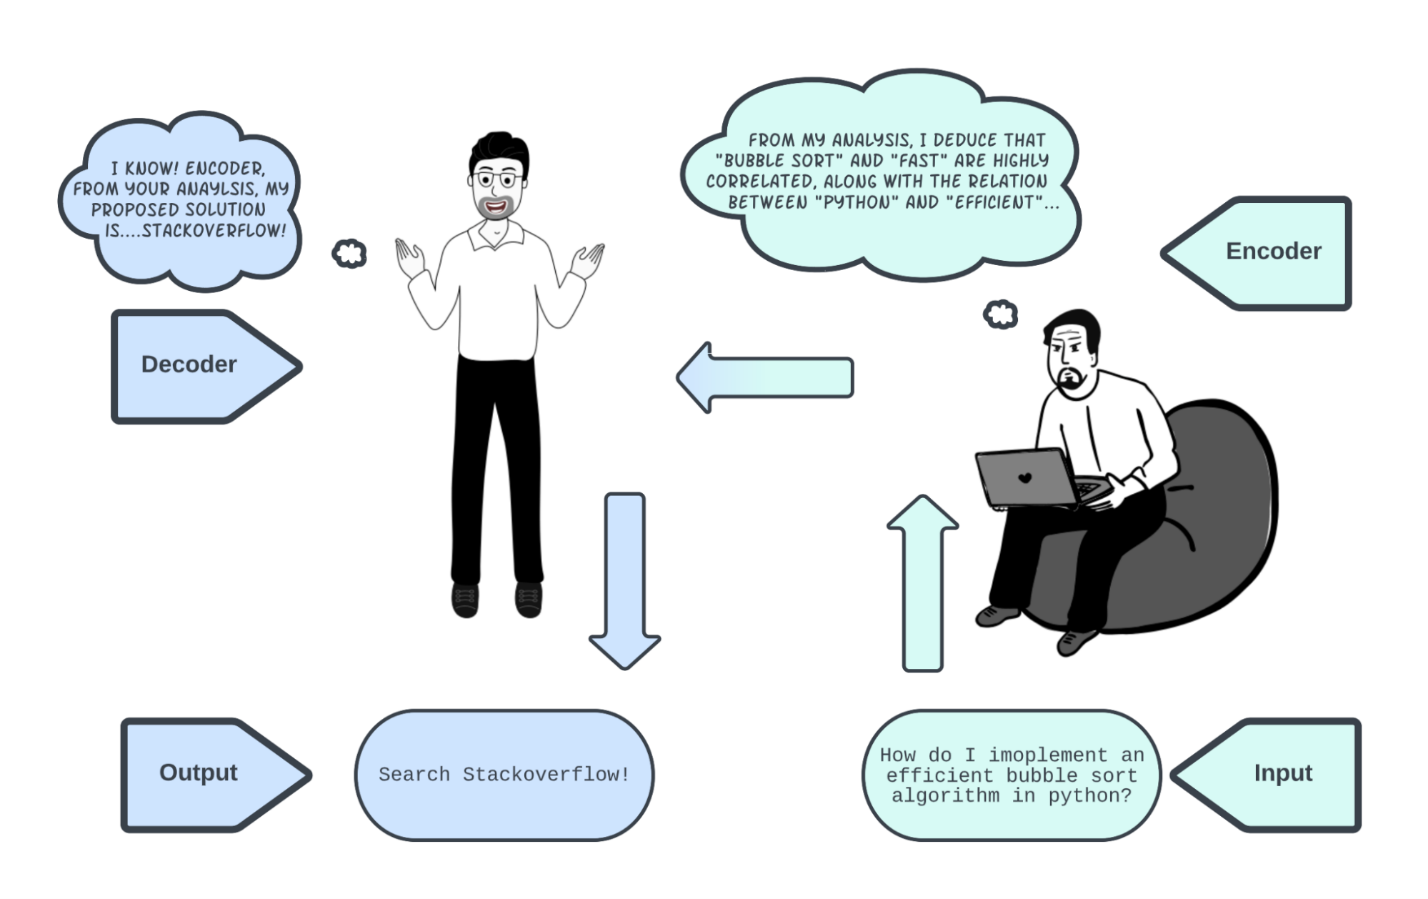 I KNOW! ENCODER,
FROM YOUR ANAYLSIS, MY
PROPOSED SOLUTION
IS....STACKOVERFLOW!
FROM MY ANALYSIS, I DEDUCE THAT
"BUBBLE SORT" AND "FAST" ARE HIGHLY
CORRELATED, ALONG WITH THE RELATION
BETWEEN "PYTHON" AND "EFFICIENT"...
Encoder
Decoder
Output
Search Stackoverflow!
How do I imoplement an
efficient bubble sort
algorithm in python?
Input